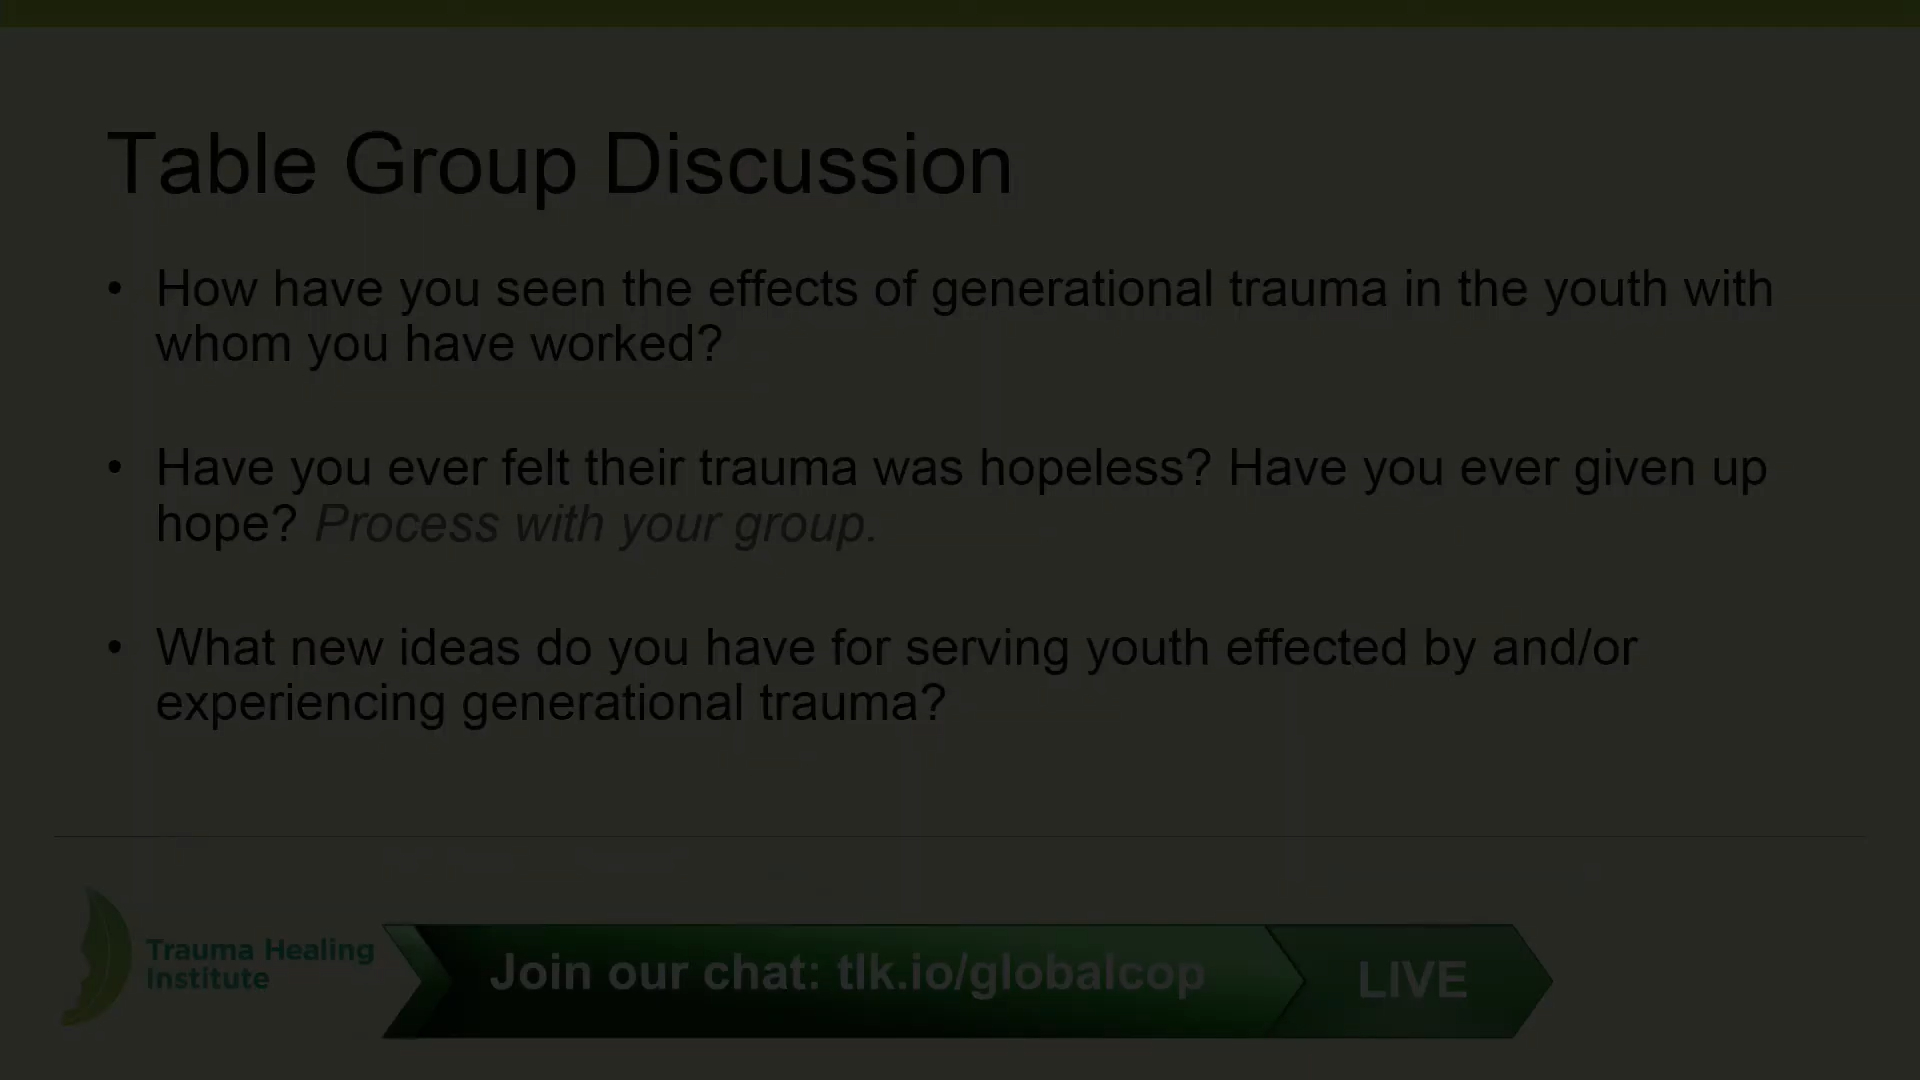 Table Group Discussion
• How have you seen the effects of generational trauma in the youth with
whom you have worked?
• Have you ever felt their trauma was hopeless? Have you ever given up
hope? Process with your group.
• What new ideas do you have for serving youth effected by and/or
experiencing generational trauma?
Trauma Healing
Institute
Join our chat: tlk.io/globalcop
LIVE